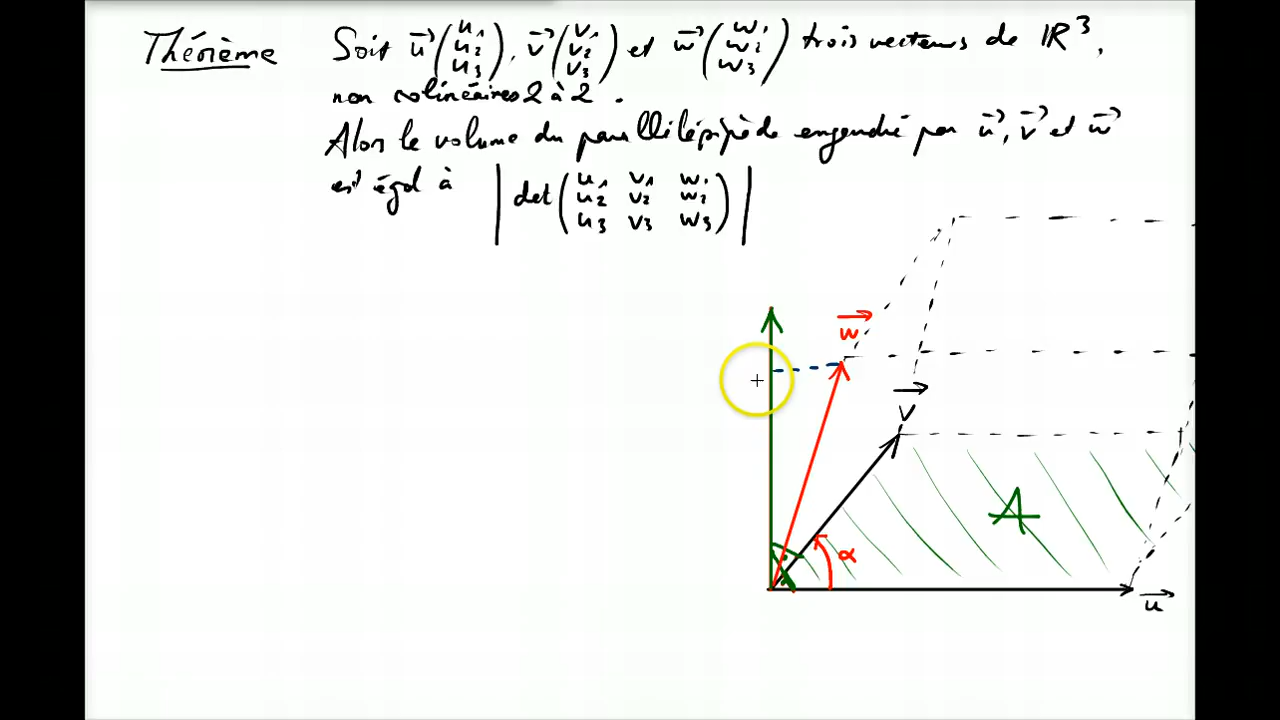 Théorème Soit u⃗ (u₁ u₂ u₃), v⃗ (v₁ v₂ v₃) et w⃗ (w₁ w₂ w₃) trois vecteurs de ℝ³,
non colinéaires 2 à 2.
Alors le volume du parallélépipède engendré par u⃗, v⃗ et w⃗
est égal à | det ( u₁ v₁ w₁
u₂ v₂ w₂
u₃ v₃ w₃ ) |
w⃗
v⃗
A
α
u⃗